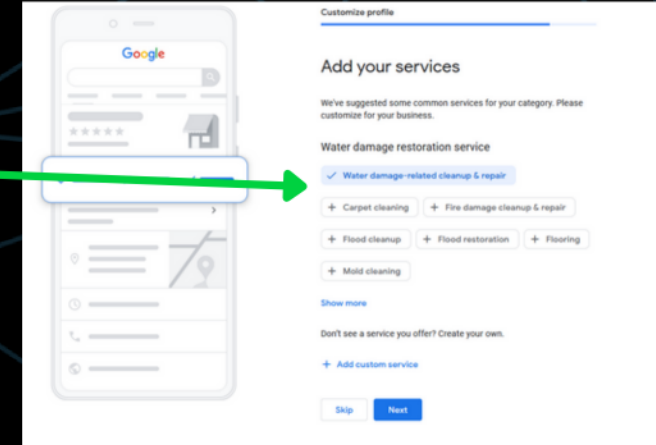 Google
Customize profile
Add your services
We've suggested some common services for your category. Please
customize for your business.
Water damage restoration service
✓ Water damage-related cleanup & repair
+ Carpet cleaning + Fire damage cleanup & repair
+ Flood cleanup + Flood restoration + Flooring
+ Mold cleaning
Show more
Don't see a service you offer? Create your own.
+ Add custom service
Skip Next